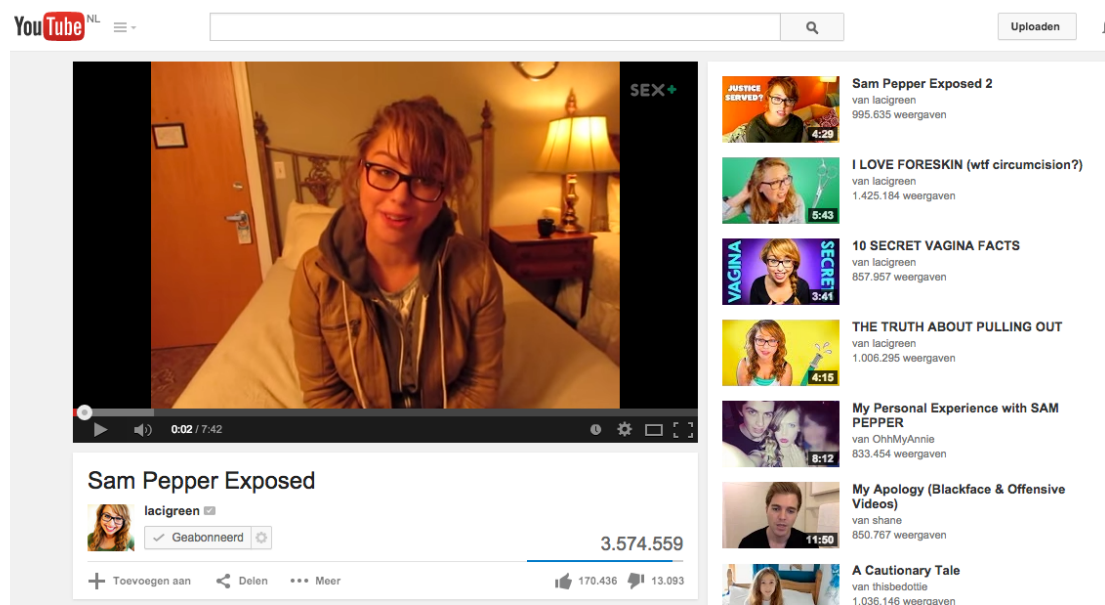 YouTube NL
Uploaden
SEX+
0:02 / 7:42
Sam Pepper Exposed
lacigreen
Geabonneerd
3.574.559
Toevoegen aan
Delen
Meer
170.436
13.093
JUSTICE
SERVED?
4:29
Sam Pepper Exposed 2
van lacigreen
995.635 weergaven
5:43
I LOVE FORESKIN (wtf circumcision?)
van lacigreen
1.425.184 weergaven
VAGINA
SECRET
3:41
10 SECRET VAGINA FACTS
van lacigreen
857.957 weergaven
4:15
THE TRUTH ABOUT PULLING OUT
van lacigreen
1.006.295 weergaven
8:12
My Personal Experience with SAM
PEPPER
van OhhMyAnnie
833.454 weergaven
11:50
My Apology (Blackface & Offensive
Videos)
van shane
850.767 weergaven
A Cautionary Tale
van thisbedottie
1.036.146 weergaven